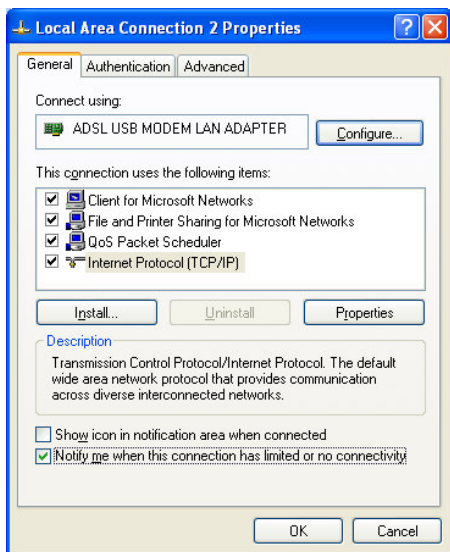 Local Area Connection 2 Properties
General Authentication Advanced
Connect using:
ADSL USB MODEM LAN ADAPTER Configure...
This connection uses the following items:
Client for Microsoft Networks
File and Printer Sharing for Microsoft Networks
QoS Packet Scheduler
Internet Protocol (TCP/IP)
Install... Uninstall Properties
Description
Transmission Control Protocol/Internet Protocol. The default
wide area network protocol that provides communication
across diverse interconnected networks.
Show icon in notification area when connected
Notify me when this connection has limited or no connectivity
OK Cancel